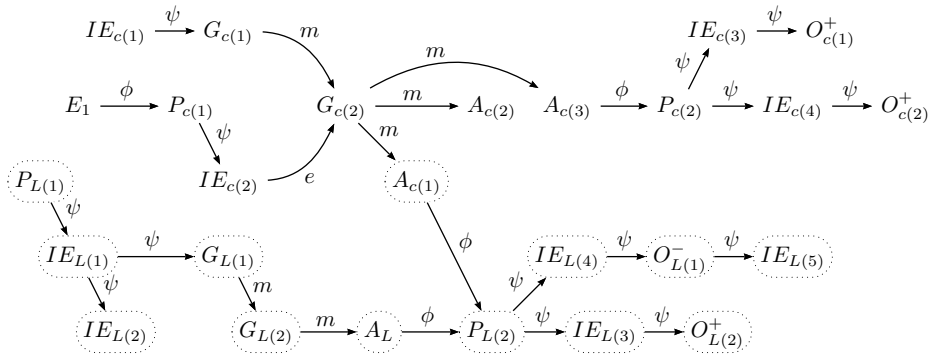 IE_{c(1)} ψ G_{c(1)} m m IE_{c(3)} ψ O^+_{c(1)}
ψ
E_1 ϕ P_{c(1)} G_{c(2)} m A_{c(2)} A_{c(3)} ϕ P_{c(2)} ψ IE_{c(4)} ψ O^+_{c(2)}
ψ m
P_{L(1)} IE_{c(2)} e A_{c(1)}
ψ
IE_{L(1)} ψ G_{L(1)} ϕ IE_{L(4)} ψ O^-_{L(1)} ψ IE_{L(5)}
ψ m ψ
IE_{L(2)} G_{L(2)} m A_L ϕ P_{L(2)} ψ IE_{L(3)} ψ O^+_{L(2)}